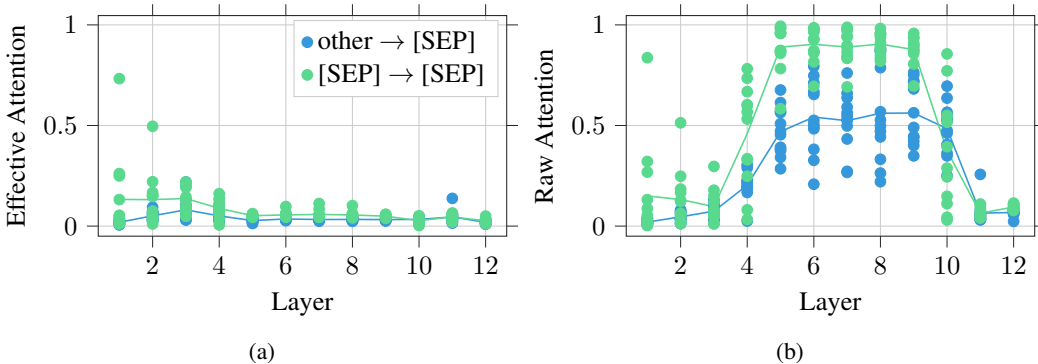 Effective Attention
1
0.5
0
other → [SEP]
[SEP] → [SEP]
2 4 6 8 10 12
Layer
(a)
Raw Attention
1
0.5
0
2 4 6 8 10 12
Layer
(b)